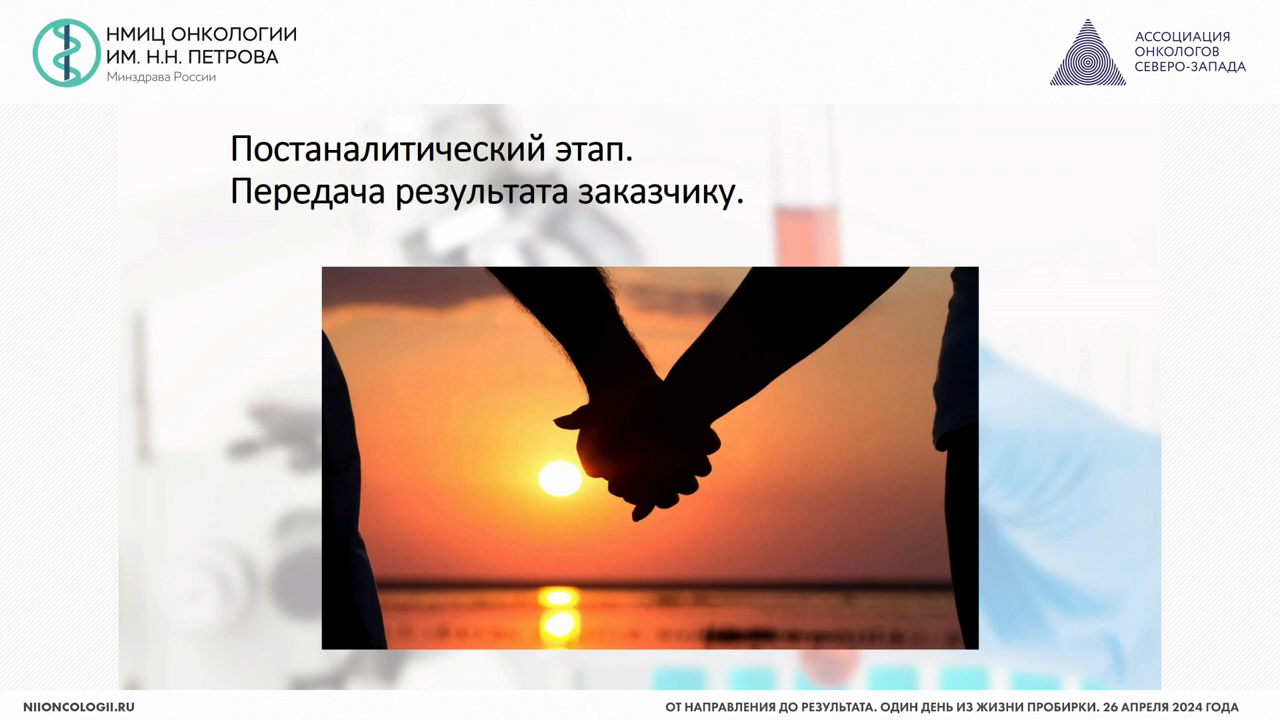 НМИЦ ОНКОЛОГИИ
ИМ. Н.Н. ПЕТРОВА
Минздрава России
АССОЦИАЦИЯ
ОНКОЛОГОВ
СЕВЕРО-ЗАПАДА
Постаналитический этап.
Передача результата заказчику.
NIIONCOLOGII.RU
ОТ НАПРАВЛЕНИЯ ДО РЕЗУЛЬТАТА. ОДИН ДЕНЬ ИЗ ЖИЗНИ ПРОБИРКИ. 26 АПРЕЛЯ 2024 ГОДА